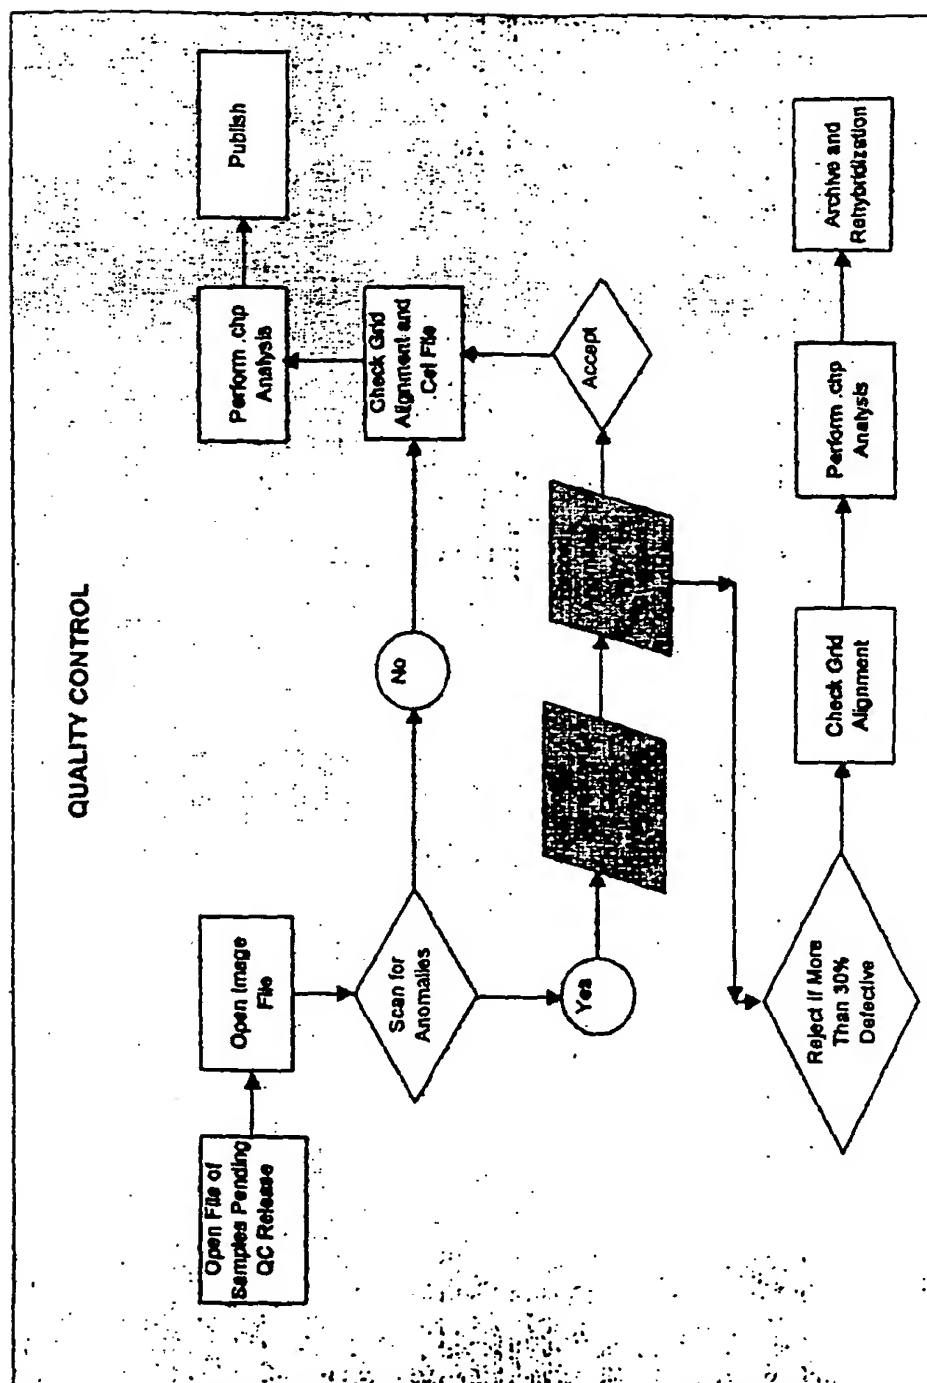 QUALITY CONTROL
Open File of
Samples Pending
QC Release
Open Image
File
Scan for
Anomalies
No
Yes
Check Grid
Alignment and
.Cel File
Perform .chp
Analysis
Publish
Accept
Reject if More
Than 30%
Defective
Check Grid
Alignment
Perform .chp
Analysis
Archive and
Rehybridization